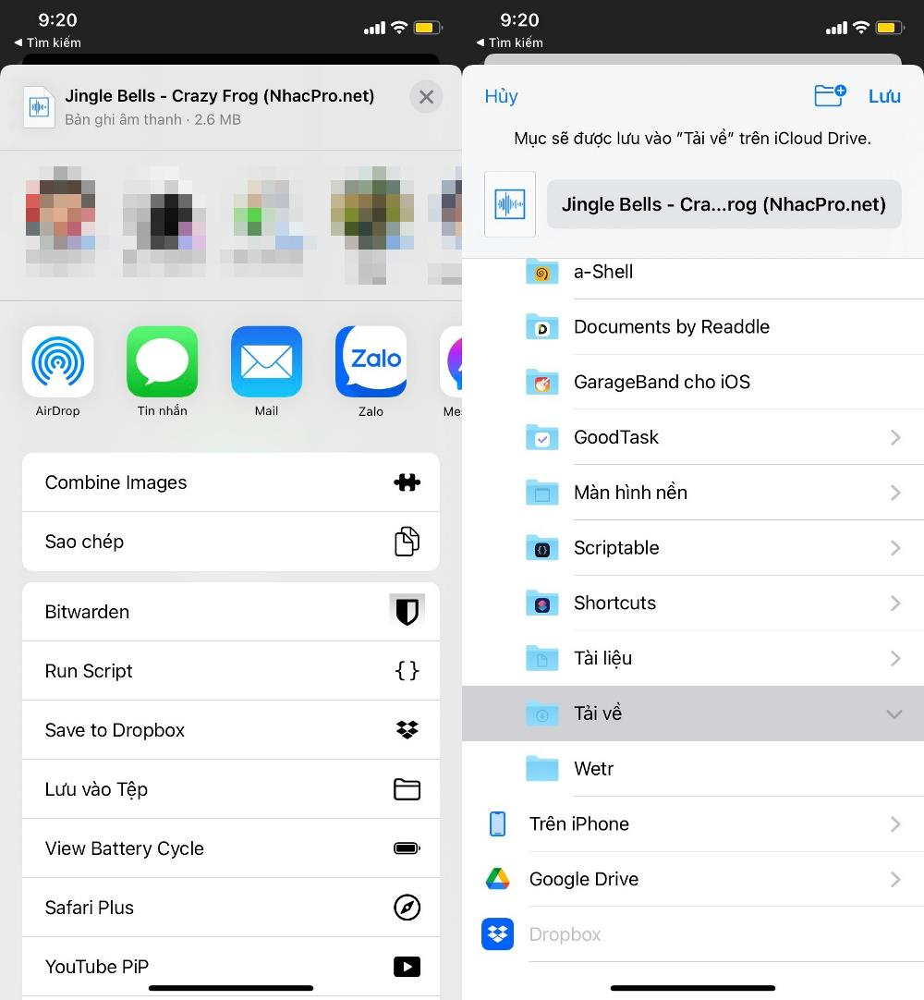 9:20
◀ Tìm kiếm
Jingle Bells - Crazy Frog (NhacPro.net)
Bản ghi âm thanh · 2.6 MB
AirDrop
Tin nhắn
Mail
Zalo
Zalo
Mes
Combine Images
Sao chép
Bitwarden
Run Script
Save to Dropbox
Lưu vào Tệp
View Battery Cycle
Safari Plus
YouTube PiP
9:20
◀ Tìm kiếm
Hủy
Lưu
Mục sẽ được lưu vào "Tải về" trên iCloud Drive.
Jingle Bells - Cra...rog (NhacPro.net)
a-Shell
Documents by Readdle
GarageBand cho iOS
GoodTask
Màn hình nền
Scriptable
Shortcuts
Tài liệu
Tải về
Wetr
Trên iPhone
Google Drive
Dropbox